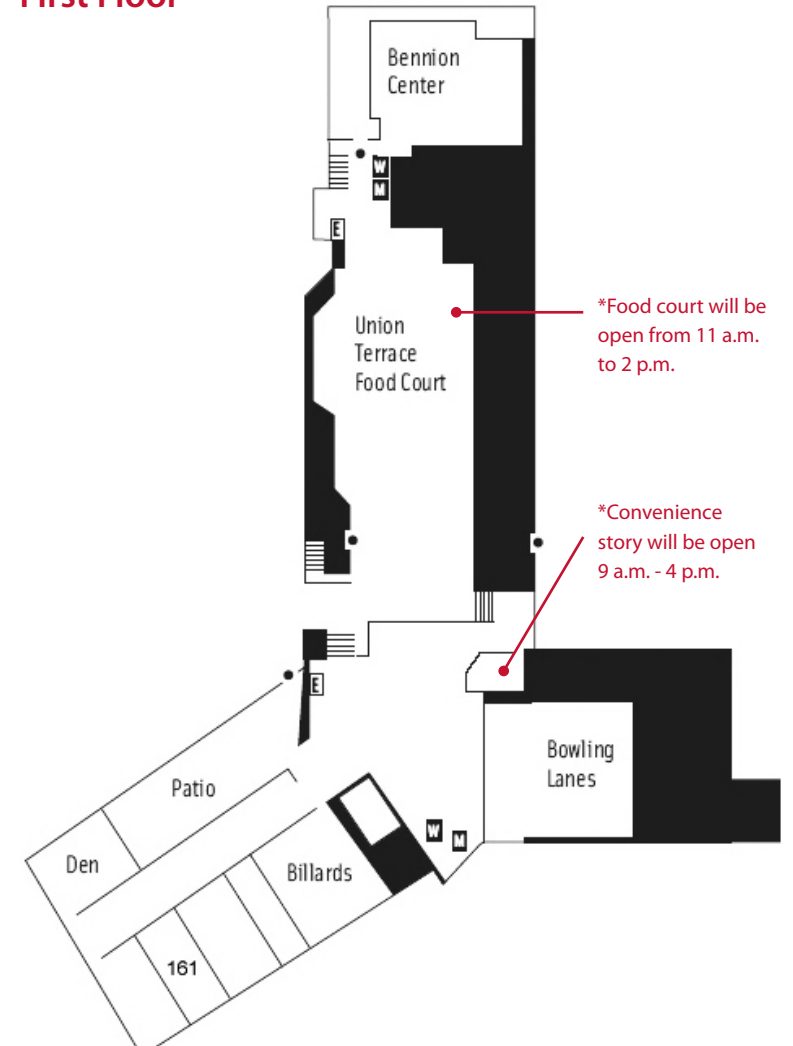 First Floor
Bennion
Center
W
M
E
Union
Terrace
Food Court
*Food court will be
open from 11 a.m.
to 2 p.m.
*Convenience
story will be open
9 a.m. - 4 p.m.
E
Bowling
Lanes
Patio
W
M
Den
Billards
161